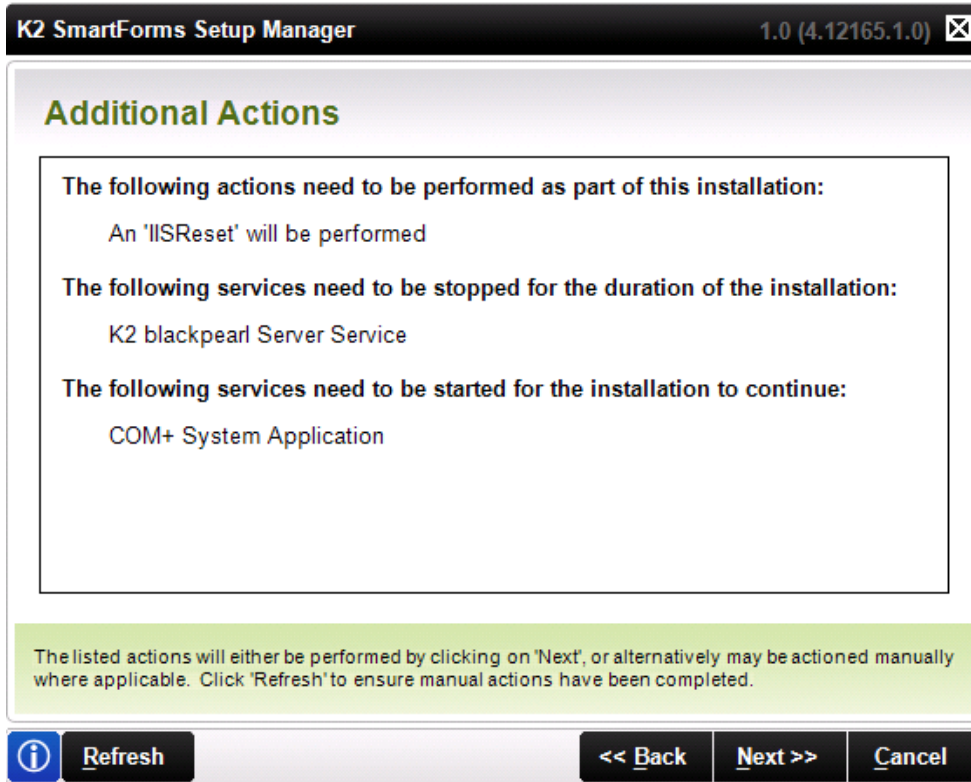 K2 SmartForms Setup Manager 1.0 (4.12165.1.0)
Additional Actions
The following actions need to be performed as part of this installation:
An 'IISReset' will be performed
The following services need to be stopped for the duration of the installation:
K2 blackpearl Server Service
The following services need to be started for the installation to continue:
COM+ System Application
The listed actions will either be performed by clicking on 'Next', or alternatively may be actioned manually
where applicable. Click 'Refresh' to ensure manual actions have been completed.
Refresh << Back Next >> Cancel